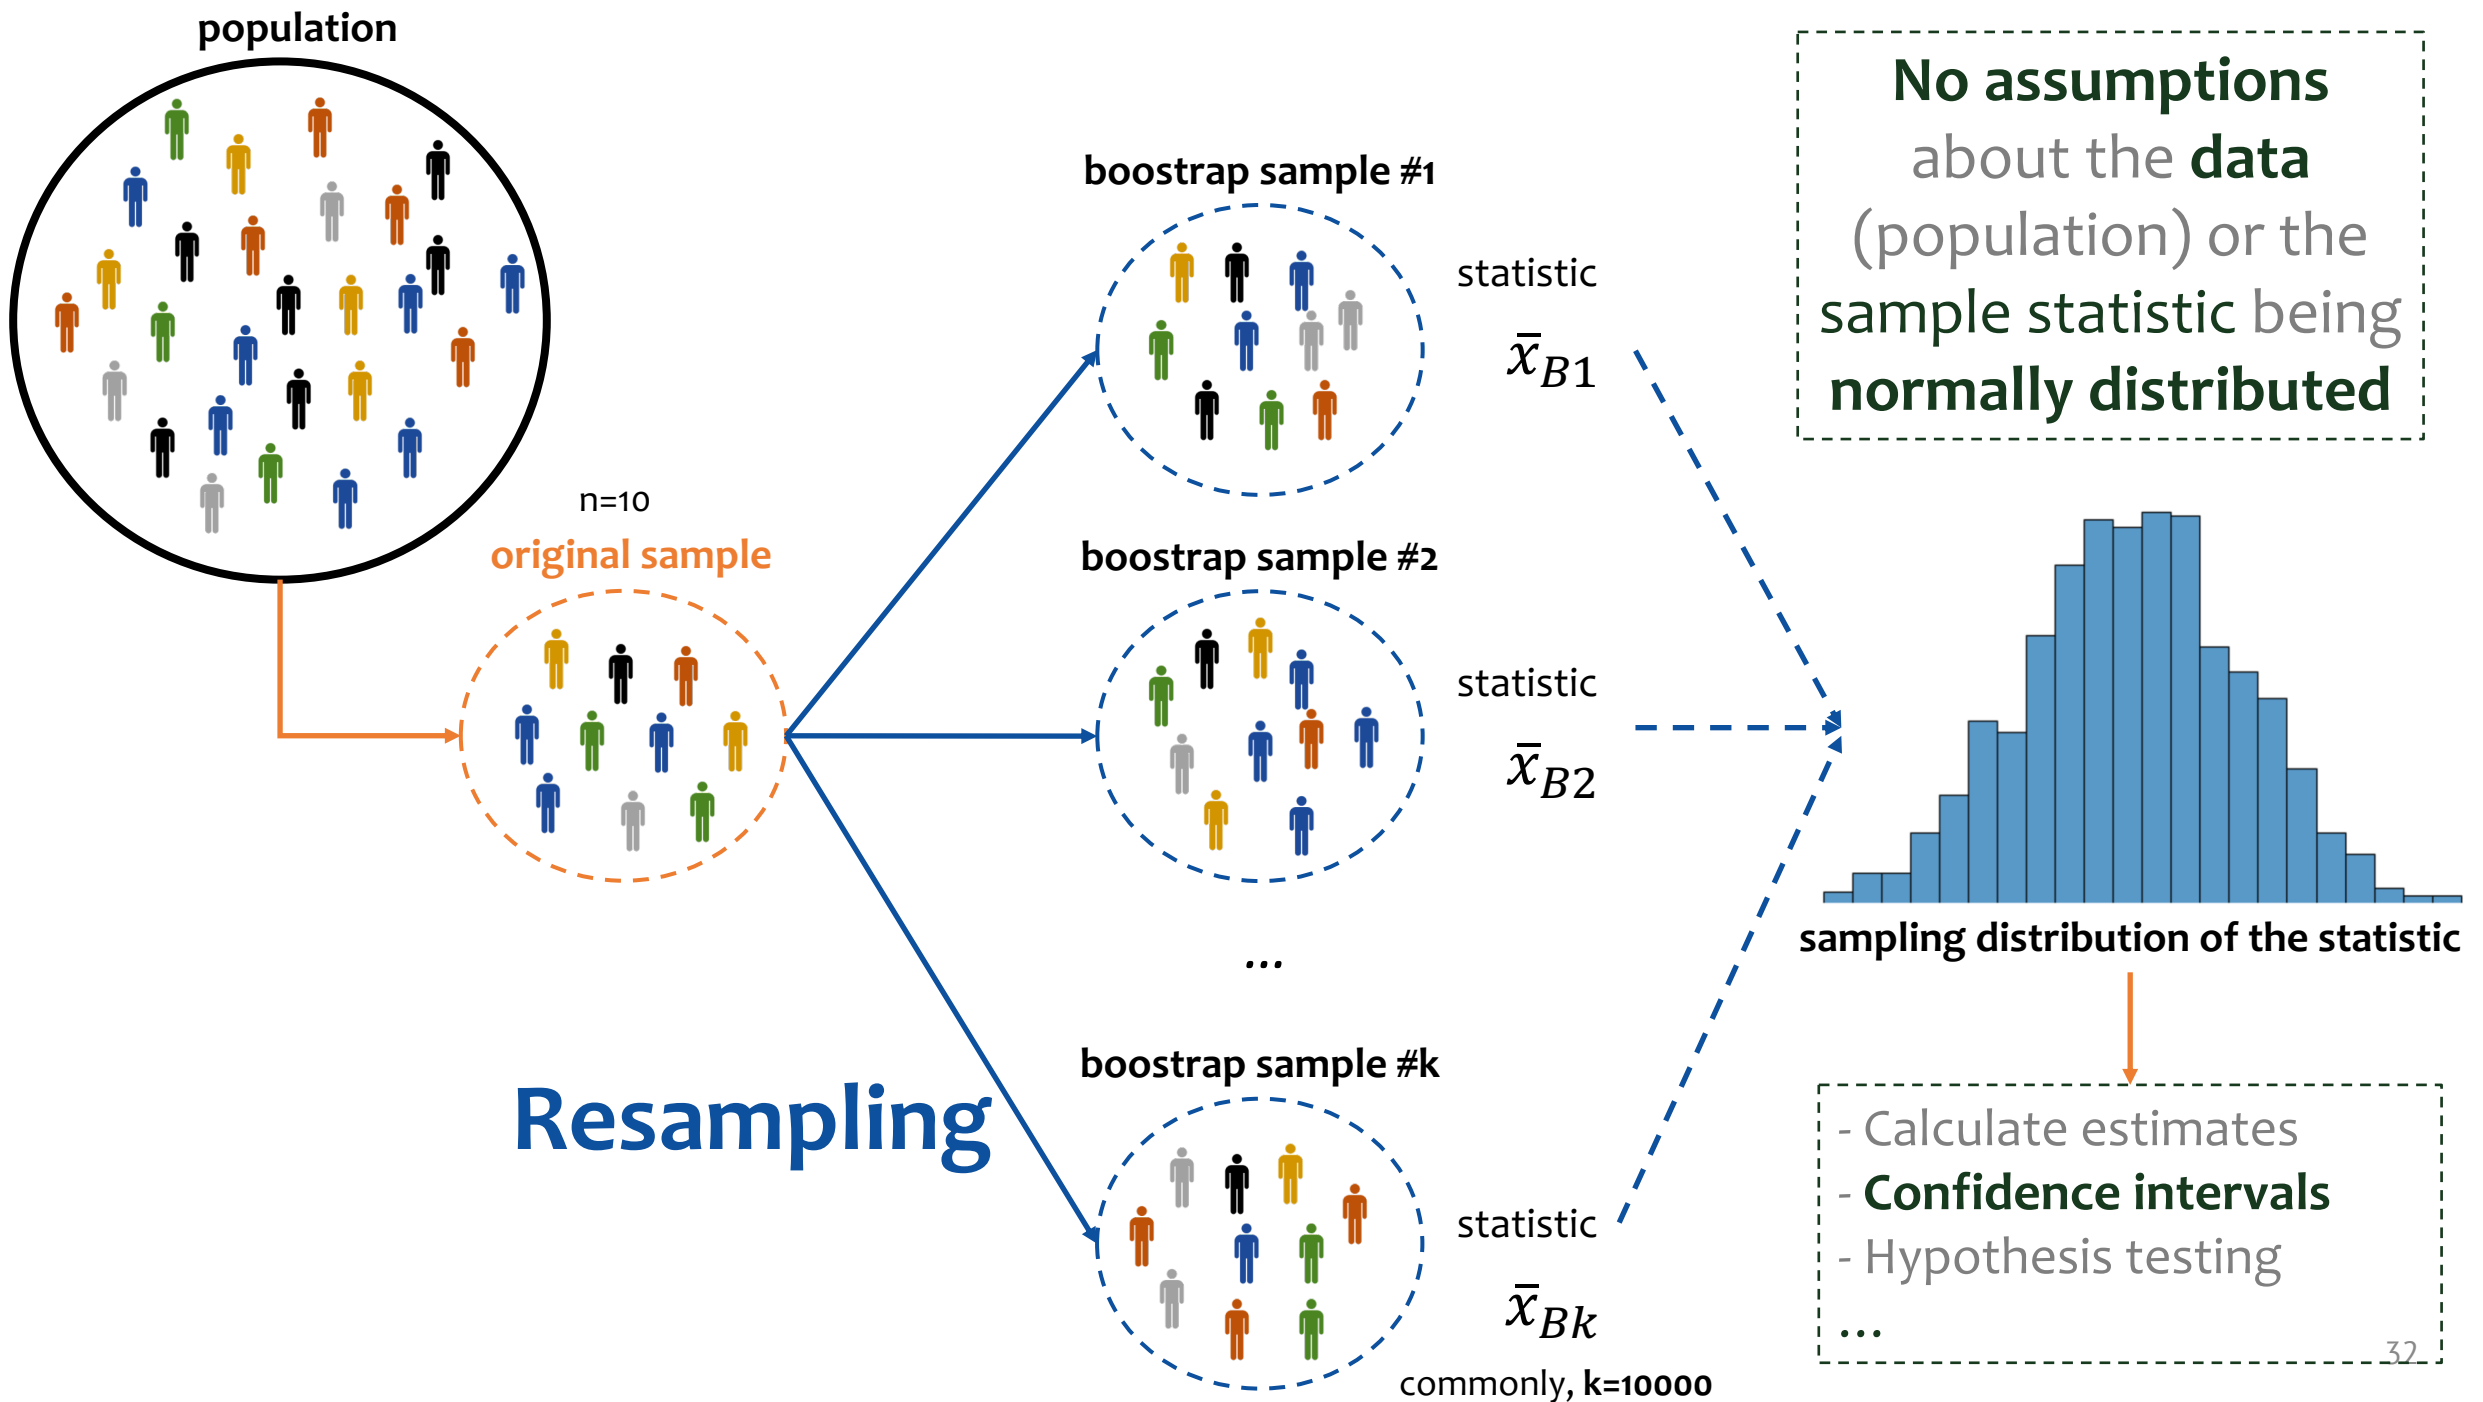 population
n=10
original sample
Resampling
boostrap sample #1
statistic
x̄B1
boostrap sample #2
statistic
x̄B2
...
boostrap sample #k
statistic
x̄Bk
commonly, k=10000
No assumptions
about the data
(population) or the
sample statistic being
normally distributed
sampling distribution of the statistic
- Calculate estimates
- Confidence intervals
- Hypothesis testing
...
32